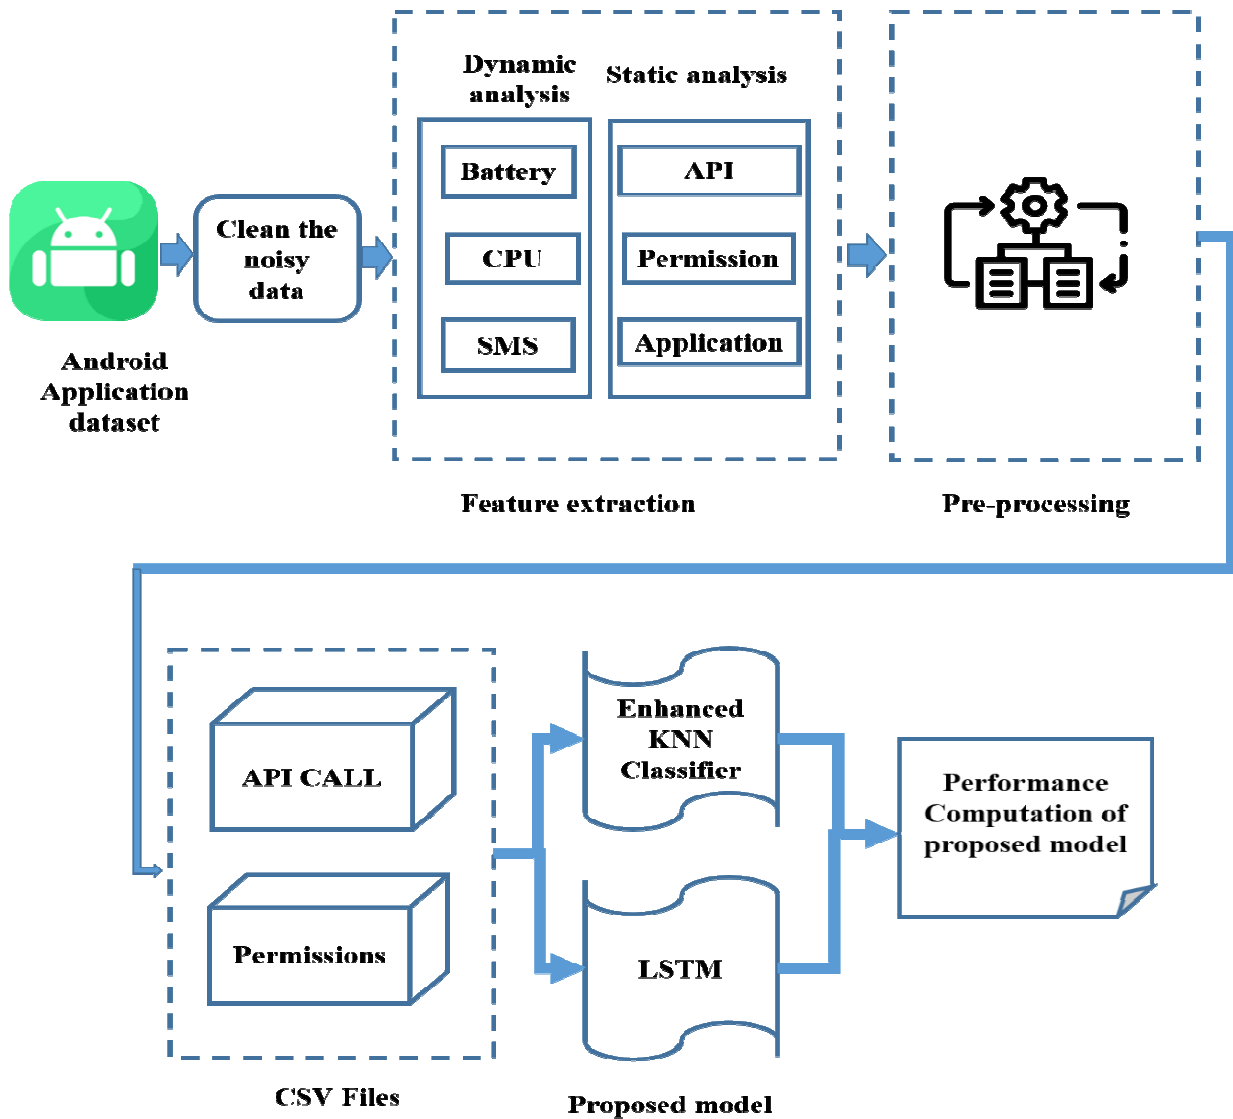 Dynamic
analysis
Static analysis
Battery
CPU
SMS
API
Permission
Application
Clean the
noisy
data
Android
Application
dataset
Feature extraction
Pre-processing
API CALL
Permissions
CSV Files
Enhanced
KNN
Classifier
LSTM
Proposed model
Performance
Computation of
proposed model